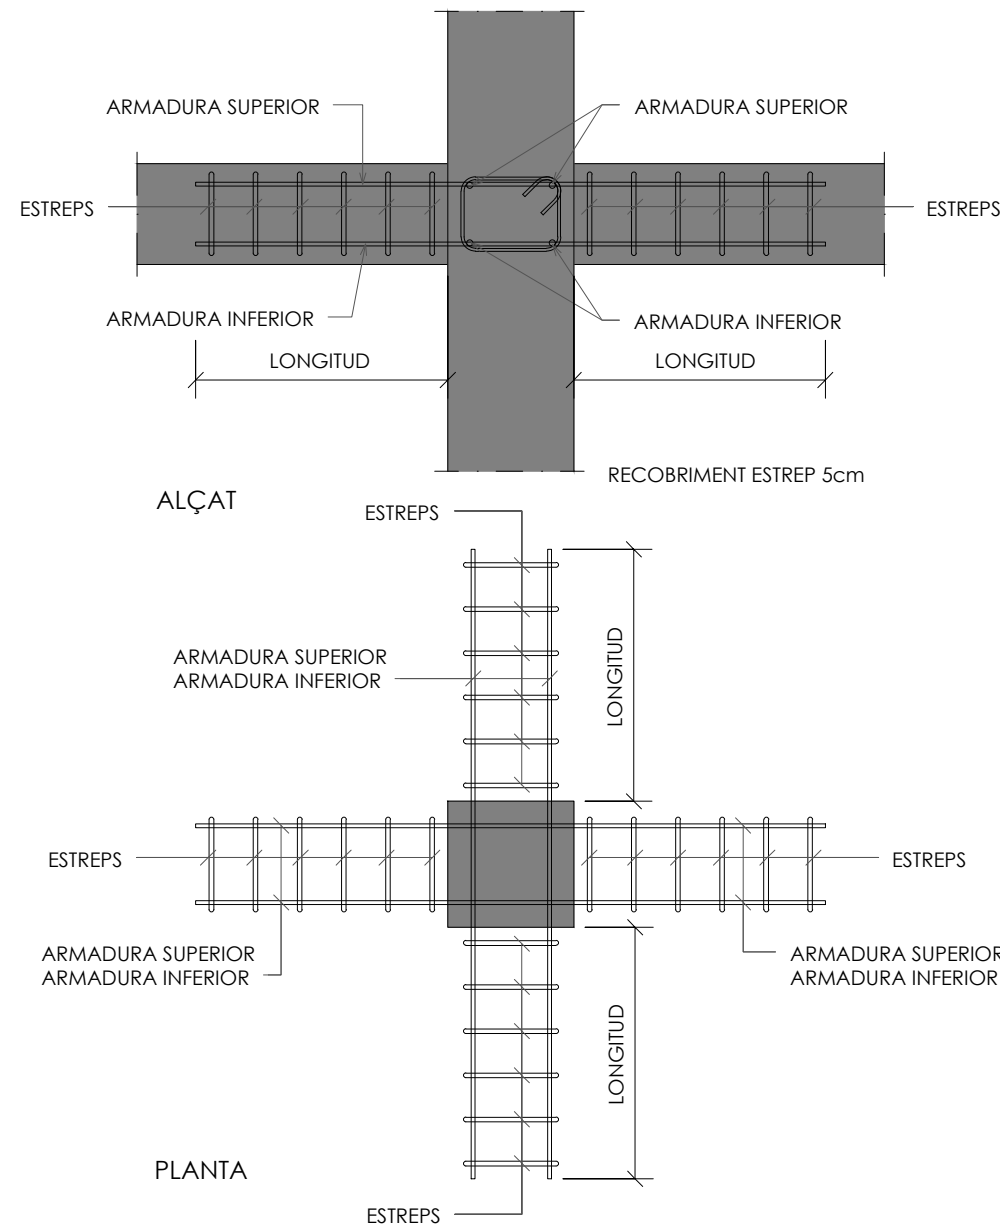 ARMADURA SUPERIOR
ARMADURA SUPERIOR
ESTREPS
ESTREPS
ARMADURA INFERIOR
ARMADURA INFERIOR
LONGITUD
LONGITUD
RECOBRIMENT ESTREP 5cm
ALÇAT
ESTREPS
LONGITUD
ARMADURA SUPERIOR
ARMADURA INFERIOR
ESTREPS
ESTREPS
ARMADURA SUPERIOR
ARMADURA INFERIOR
ARMADURA SUPERIOR
ARMADURA INFERIOR
LONGITUD
PLANTA
ESTREPS